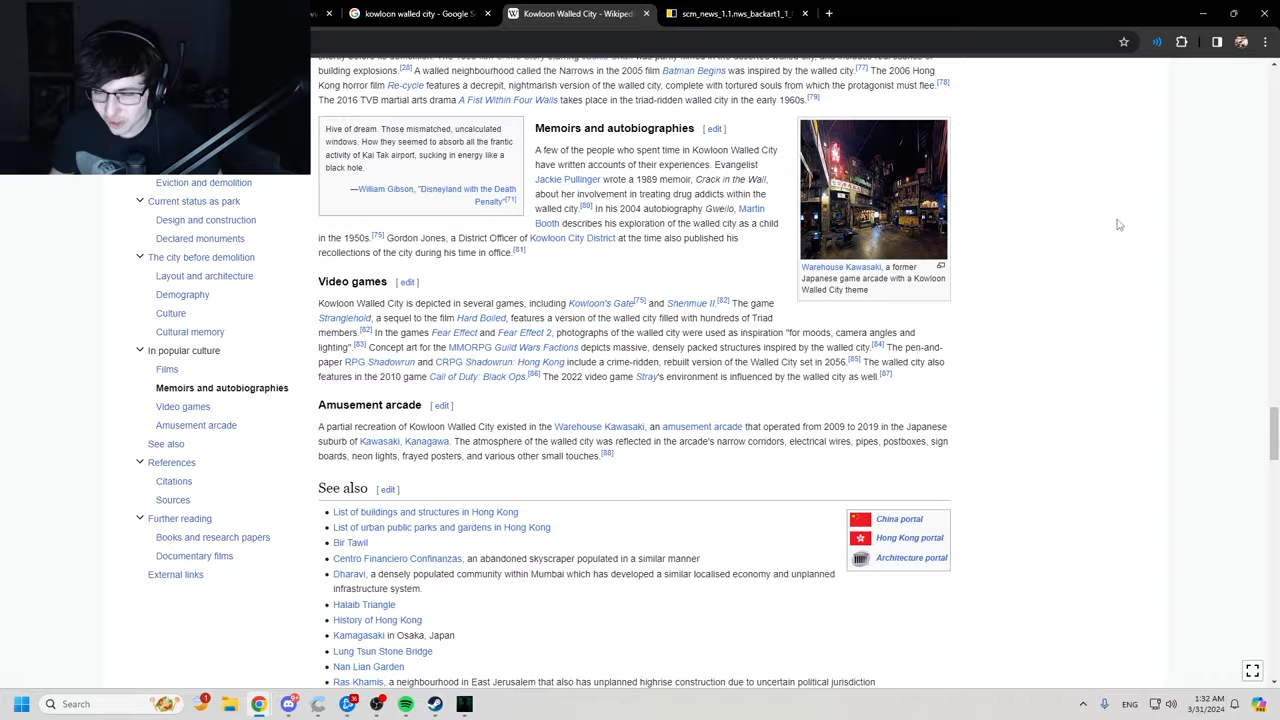 Kowloon walled city - Google S
Kowloon Walled City - Wikiped
scm_news_1.1.nws_backart1_1_
building explosions.[28] A walled neighbourhood called the Narrows in the 2005 film Batman Begins was inspired by the walled city.[77] The 2006 Hong
Kong horror film Re-cycle features a decrepit, nightmarish version of the walled city, complete with tortured souls from which the protagonist must flee.[78]
The 2016 TVB martial arts drama A Fist Within Four Walls takes place in the triad-ridden walled city in the early 1960s.[79]
Hive of dream. Those mismatched, uncalculated
windows. How they seemed to absorb all the frantic
activity of Kai Tak airport, sucking in energy like a
black hole.
—William Gibson, "Disneyland with the Death
Penalty"[71]
Memoirs and autobiographies [ edit ]
A few of the people who spent time in Kowloon Walled City
have written accounts of their experiences. Evangelist
Jackie Pullinger wrote a 1989 memoir, Crack in the Wall,
about her involvement in treating drug addicts within the
walled city.[80] In his 2004 autobiography Gweilo, Martin
Booth describes his exploration of the walled city as a child
in the 1950s.[75] Gordon Jones, a District Officer of Kowloon City District at the time also published his
recollections of the city during his time in office.[81]
Warehouse Kawasaki, a former
Japanese game arcade with a Kowloon
Walled City theme
Video games [ edit ]
Kowloon Walled City is depicted in several games, including Kowloon's Gate[75] and Shenmue II.[82] The game
Stranglehold, a sequel to the film Hard Boiled, features a version of the walled city filled with hundreds of Triad
members.[82] In the games Fear Effect and Fear Effect 2, photographs of the walled city were used as inspiration "for moods, camera angles and
lighting".[83] Concept art for the MMORPG Guild Wars Factions depicts massive, densely packed structures inspired by the walled city.[84] The pen-and-
paper RPG Shadowrun and CRPG Shadowrun: Hong Kong include a crime-ridden, rebuilt version of the Walled City set in 2056.[85] The walled city also
features in the 2010 game Call of Duty: Black Ops.[86] The 2022 video game Stray's environment is influenced by the walled city as well.[87]
Amusement arcade [ edit ]
A partial recreation of Kowloon Walled City existed in the Warehouse Kawasaki, an amusement arcade that operated from 2009 to 2019 in the Japanese
suburb of Kawasaki, Kanagawa. The atmosphere of the walled city was reflected in the arcade's narrow corridors, electrical wires, pipes, postboxes, sign
boards, neon lights, frayed posters, and various other small touches.[88]
See also [ edit ]
List of buildings and structures in Hong Kong
List of urban public parks and gardens in Hong Kong
Bir Tawil
Centro Financiero Confinanzas, an abandoned skyscraper populated in a similar manner
Dharavi, a densely populated community within Mumbai which has developed a similar localised economy and unplanned
infrastructure system.
Halaib Triangle
History of Hong Kong
Kamagasaki in Osaka, Japan
Lung Tsun Stone Bridge
Nan Lian Garden
Ras Khamis, a neighbourhood in East Jerusalem that also has unplanned highrise construction due to uncertain political jurisdiction
China portal
Hong Kong portal
Architecture portal
Eviction and demolition
Current status as park
Design and construction
Declared monuments
The city before demolition
Layout and architecture
Demography
Culture
Cultural memory
In popular culture
Films
Memoirs and autobiographies
Video games
Amusement arcade
See also
References
Citations
Sources
Further reading
Books and research papers
Documentary films
External links
Search
1
36
ENG
1:32 AM
3/31/2024